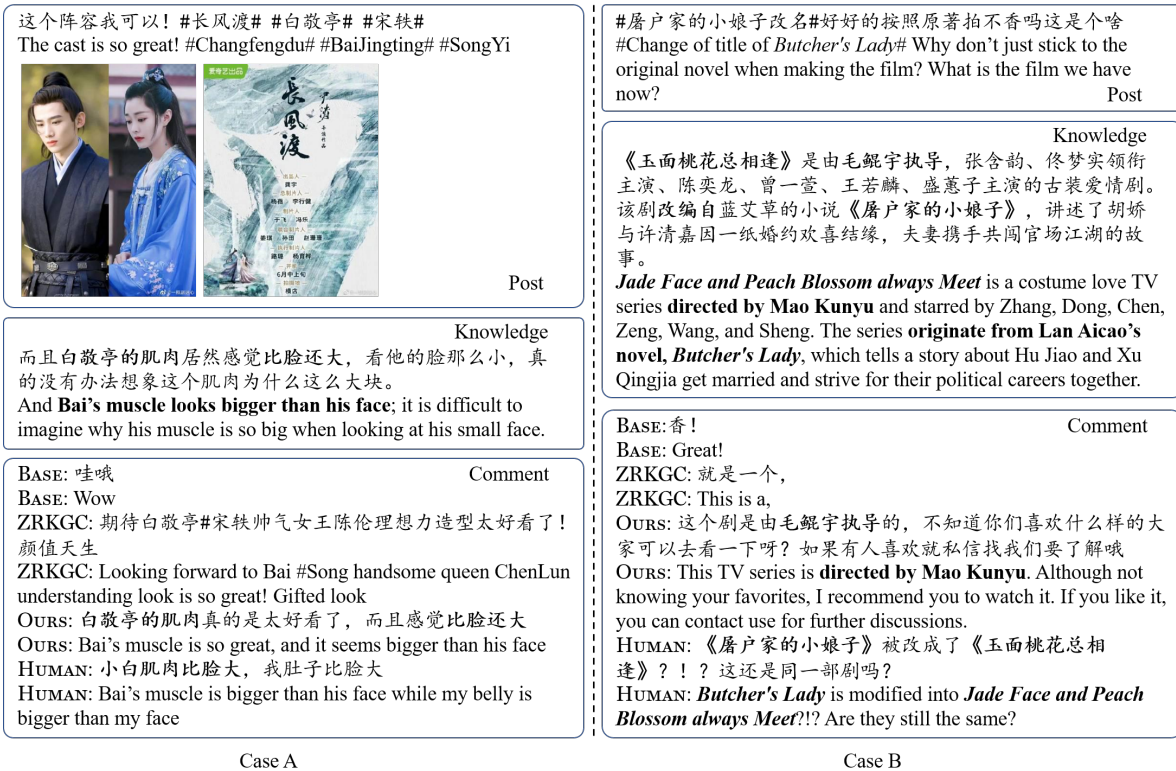 这个阵容我可以！#长风渡# #白敬亭# #宋轶#
The cast is so great! #Changfengdu# #BaiJingting# #SongYi
爱奇艺出品
長風渡
6月中上旬
横店
Post
Knowledge
而且白敬亭的肌肉居然感觉比脸还大，看他的脸那么小，真
的没有办法想象这个肌肉为什么这么大块。
And Bai’s muscle looks bigger than his face; it is difficult to
imagine why his muscle is so big when looking at his small face.
BASE: 哇哦
Comment
BASE: Wow
ZRKGC: 期待白敬亭#宋轶帅气女王陈伦理想力造型太好看了！
颜值天生
ZRKGC: Looking forward to Bai #Song handsome queen ChenLun
understanding look is so great! Gifted look
OURS: 白敬亭的肌肉真的是太好看了，而且感觉比脸还大
OURS: Bai’s muscle is so great, and it seems bigger than his face
HUMAN: 小白肌肉比脸大，我肚子比脸大
HUMAN: Bai’s muscle is bigger than his face while my belly is
bigger than my face
Case A
#屠户家的小娘子改名#好好的按照原著拍不香吗这是个啥
#Change of title of Butcher's Lady# Why don’t just stick to the
original novel when making the film? What is the film we have
now?
Post
Knowledge
《玉面桃花总相逢》是由毛鲲宇执导，张含韵、佟梦实领衔
主演、陈奕龙、曾一萱、王若麟、盛蕙子主演的古装爱情剧。
该剧改编自蓝艾草的小说《屠户家的小娘子》，讲述了胡娇
与许清嘉因一纸婚约欢喜结缘，夫妻携手共闯官场江湖的故
事。
Jade Face and Peach Blossom always Meet is a costume love TV
series directed by Mao Kunyu and starred by Zhang, Dong, Chen,
Zeng, Wang, and Sheng. The series originate from Lan Aicao’s
novel, Butcher's Lady, which tells a story about Hu Jiao and Xu
Qingjia get married and strive for their political careers together.
BASE:香！
Comment
BASE: Great!
ZRKGC: 就是一个，
ZRKGC: This is a,
OURS: 这个剧是由毛鲲宇执导的，不知道你们喜欢什么样的大
家可以去看一下呀？如果有人喜欢就私信找我们要了解哦
OURS: This TV series is directed by Mao Kunyu. Although not
knowing your favorites, I recommend you to watch it. If you like it,
you can contact use for further discussions.
HUMAN: 《屠户家的小娘子》被改成了《玉面桃花总相
逢》？！？这还是同一部剧吗？
HUMAN: Butcher's Lady is modified into Jade Face and Peach
Blossom always Meet?!? Are they still the same?
Case B